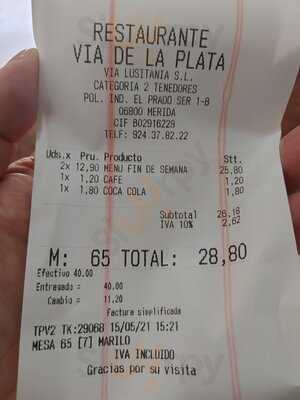 RESTAURANTE
VIA DE LA PLATA
VIA LUSITANIA S.L.
CATEGORIA 2 TENEDORES
POL. IND. EL PRADO SER 1-8
06800 MERIDA
CIF B02916229
TELF: 924.37.82.22
Uds.x Pru. Producto Stt.
2x 12,90 MENU FIN DE SEMANA 25,80
1x 1,20 CAFE 1,20
1x 1,80 COCA COLA 1,80
Subtotal 26,18
IVA 10% 2,62
M: 65 TOTAL: 28,80
Efectivo 40.00
Entregado = 40,00
Cambio = 11,20
Factura simplificada
TPV2 TK:29068 15/05/21 15:21
MESA 65 [7] MARILO
IVA INCLUIDO
Gracias por su visita